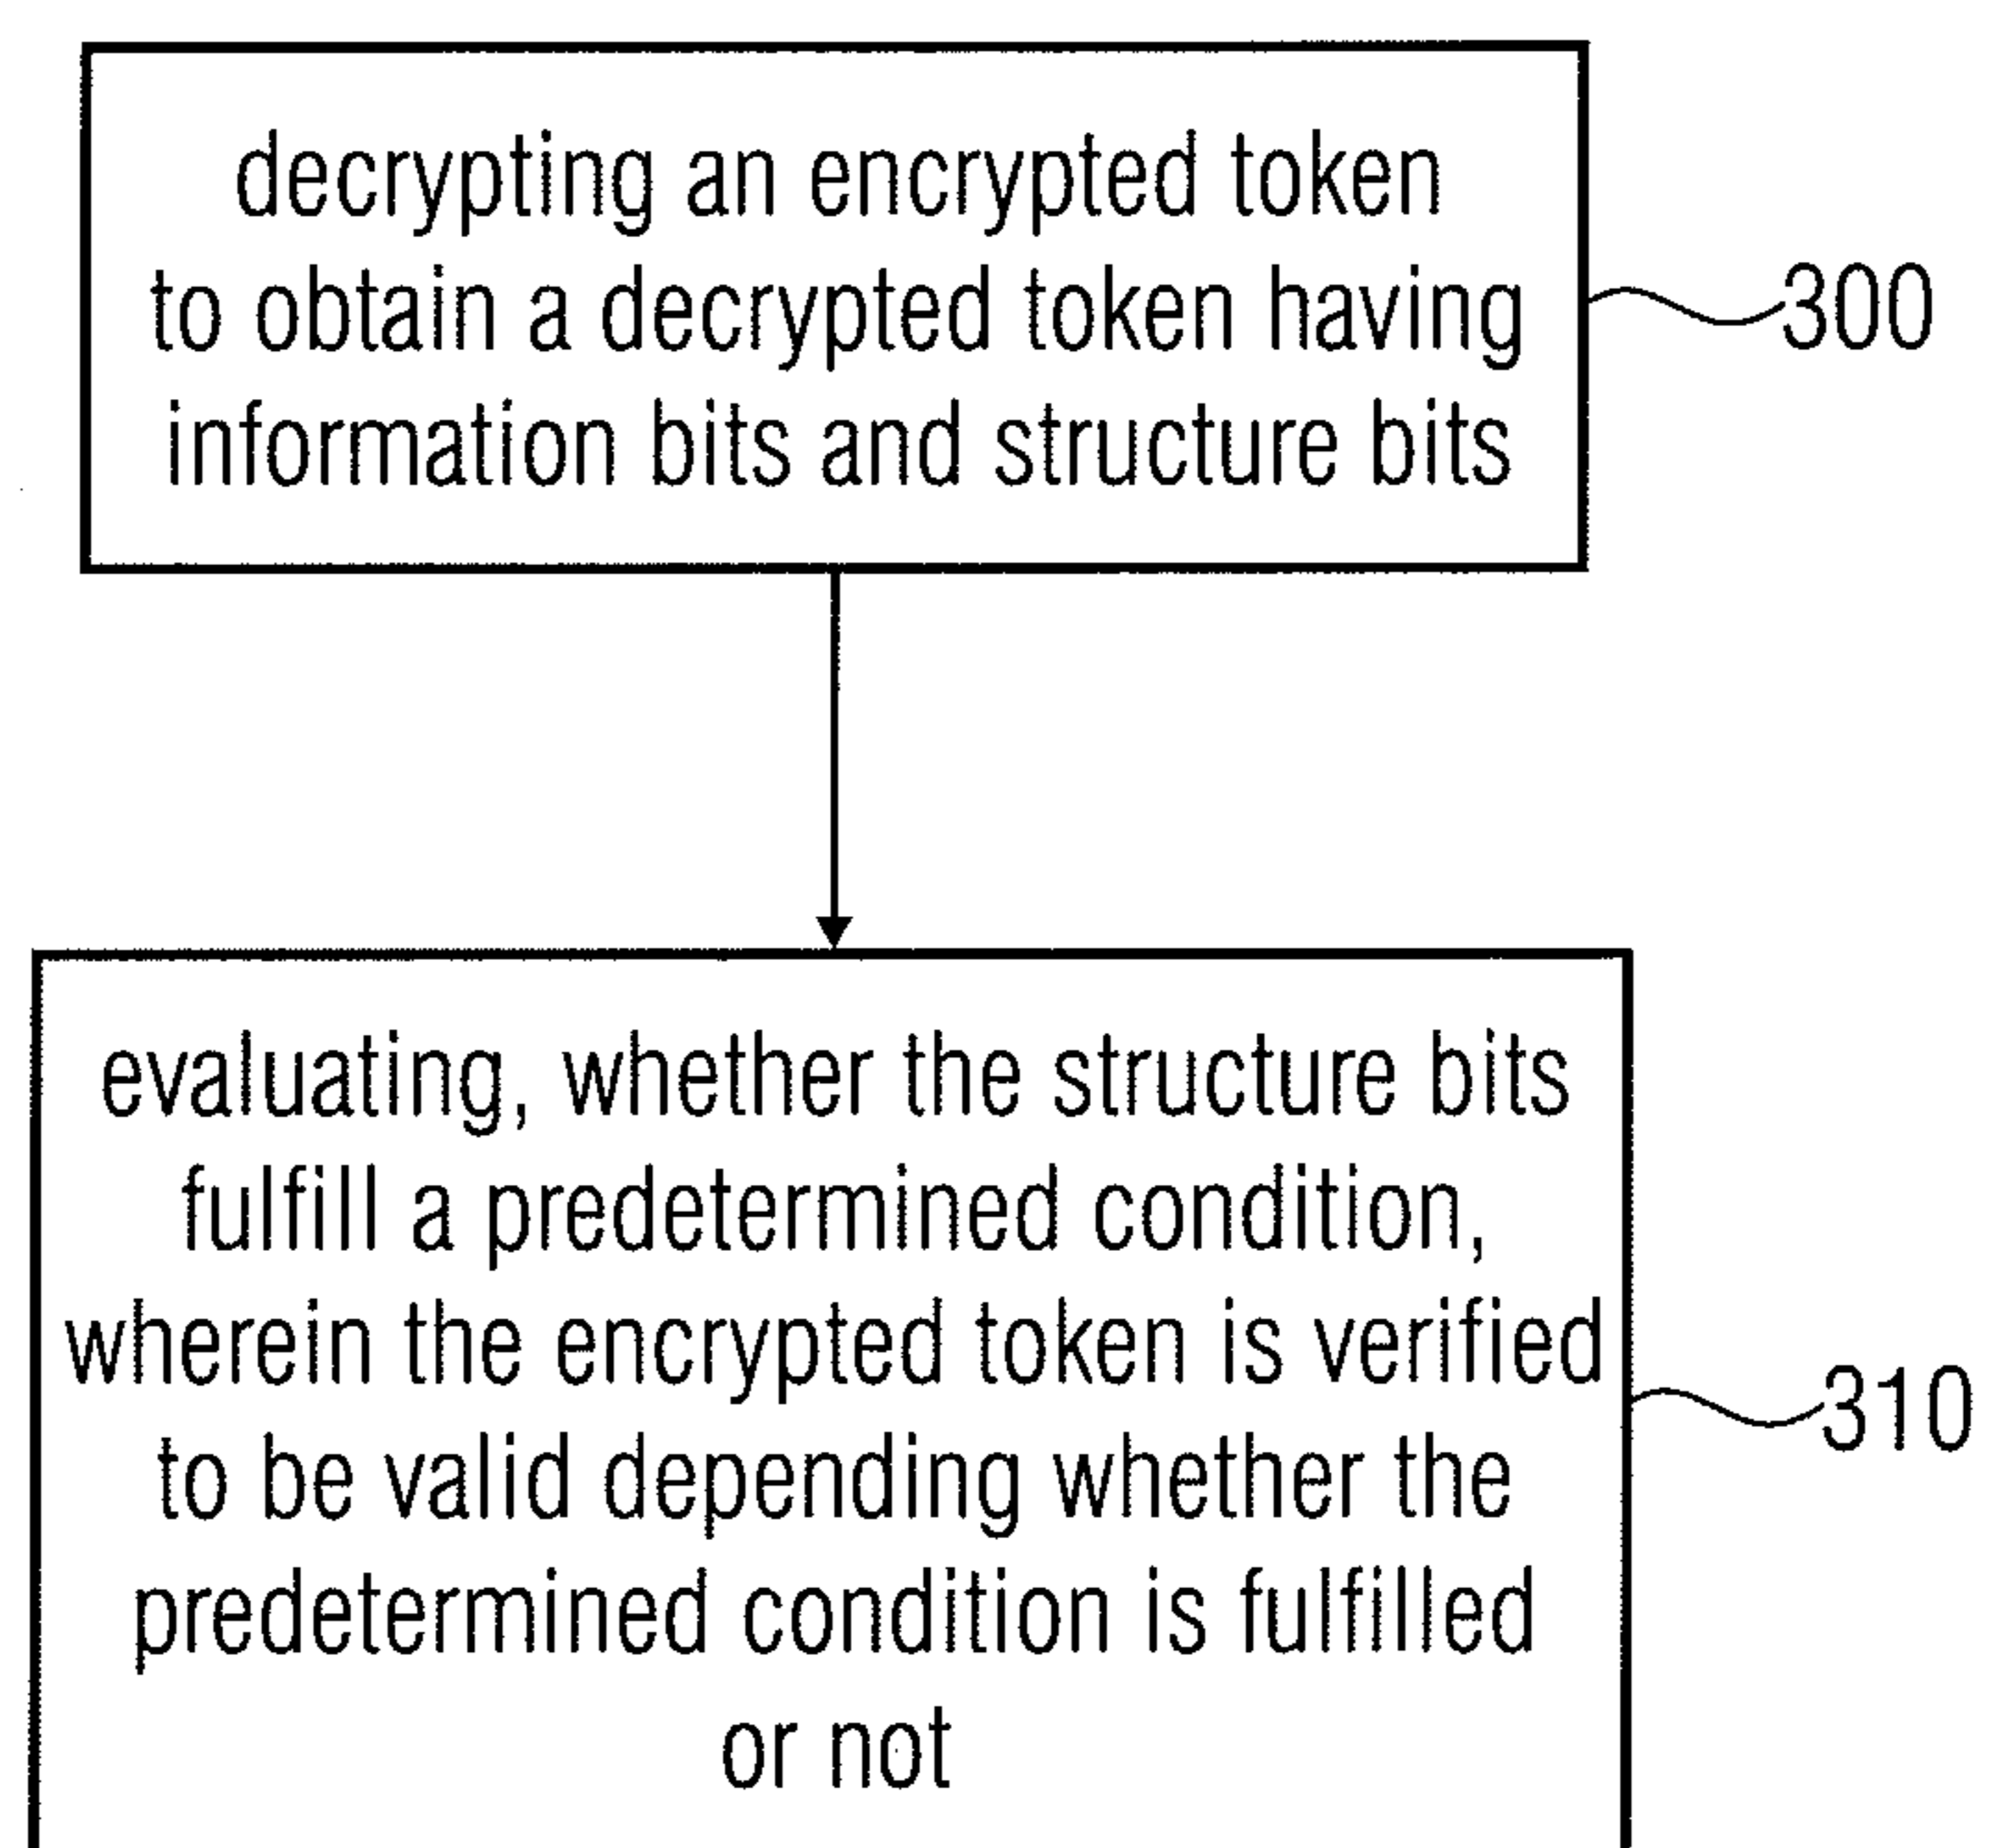 decrypting an encrypted token
to obtain a decrypted token having
information bits and structure bits
300
evaluating, whether the structure bits
fulfill a predetermined condition,
wherein the encrypted token is verified
to be valid depending whether the
predetermined condition is fulfilled
or not
310